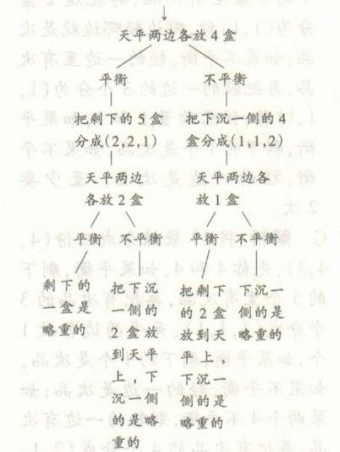 天平两边各放4盒
平衡 不平衡
把剩下的5盒 把下沉一侧的4
分成(2,2,1) 盒分成(1,1,2)
天平两边 天平两边各
各放2盒 放1盒
平衡 不平衡 平衡 不平衡
剩下的
一盒是
略重的
把下沉
一侧的
2盒放
到天平
上,下
沉一侧
的是略
重的
把剩下
的2盒
放到天
平上,
下沉一
侧的是
略重的
下沉一
侧的是
略重的